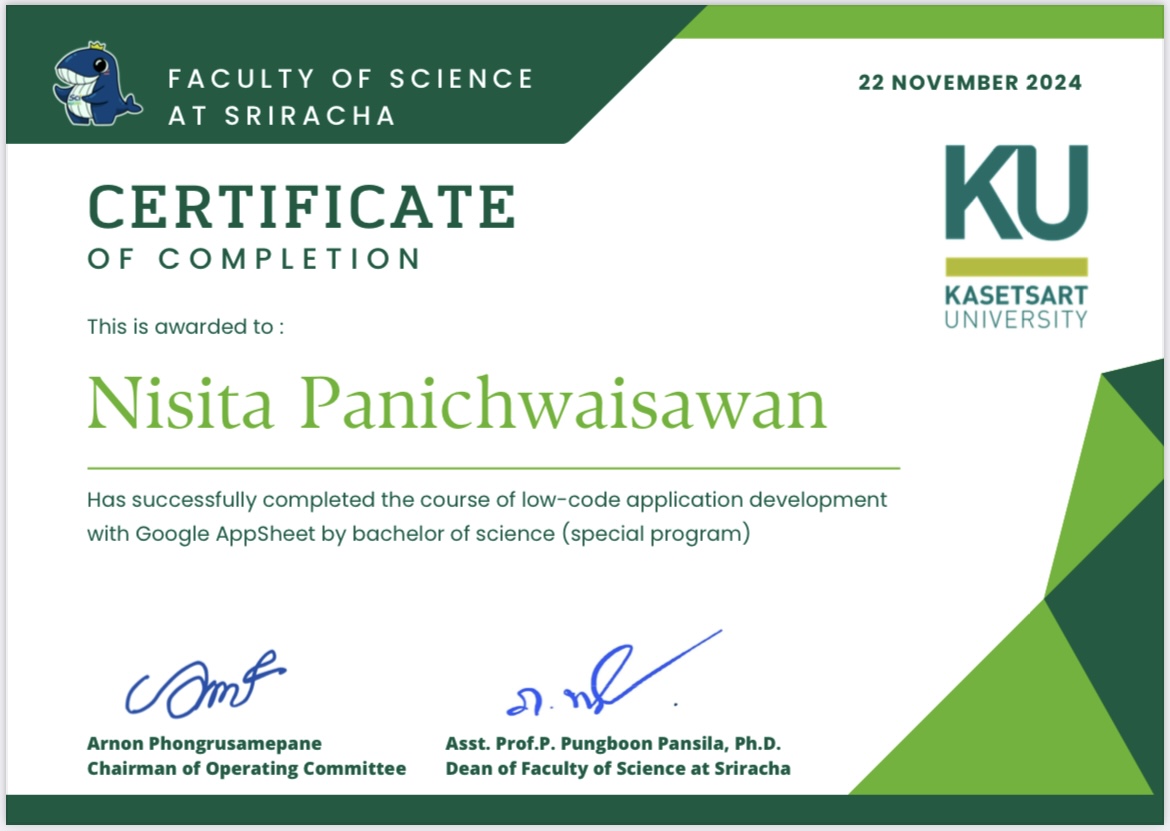 FACULTY OF SCIENCE
AT SRIRACHA
22 NOVEMBER 2024
KU
KASETSART
UNIVERSITY
CERTIFICATE
OF COMPLETION
This is awarded to :
Nisita Panichwaisawan
Has successfully completed the course of low-code application development
with Google AppSheet by bachelor of science (special program)
Arnon Phongrusamepane
Chairman of Operating Committee
Asst. Prof.P. Pungboon Pansila, Ph.D.
Dean of Faculty of Science at Sriracha